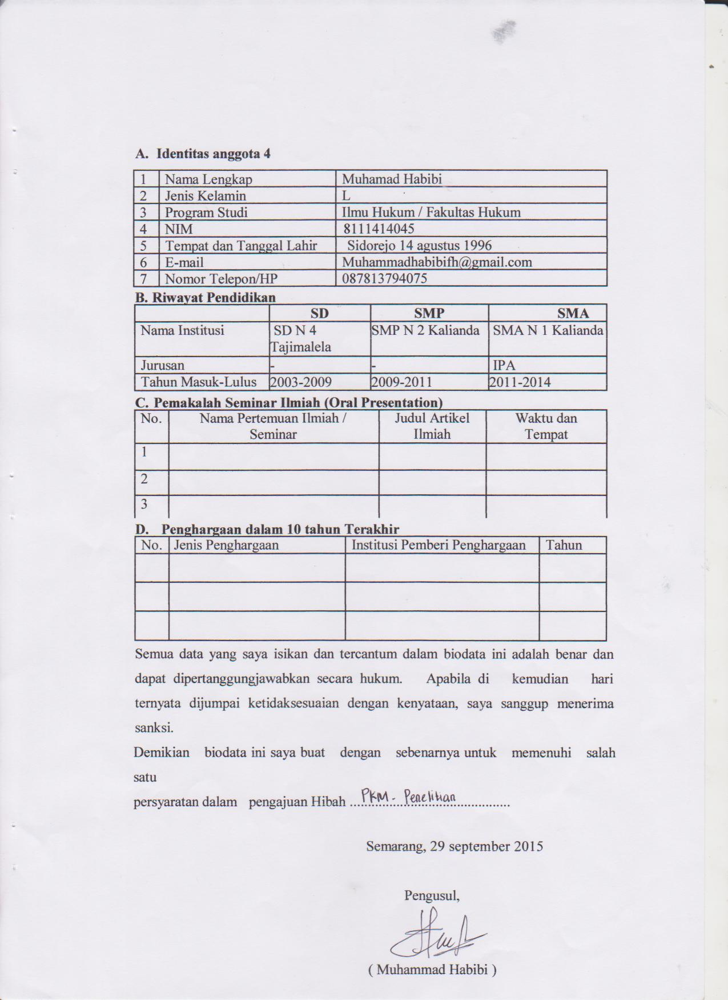 A. Identitas anggota 4
1 Nama Lengkap Muhamad Habibi
2 Jenis Kelamin L
3 Program Studi Ilmu Hukum / Fakultas Hukum
4 NIM 8111414045
5 Tempat dan Tanggal Lahir Sidorejo 14 agustus 1996
6 E-mail Muhammadhabibifh@gmail.com
7 Nomor Telepon/HP 087813794075
B. Riwayat Pendidikan
SD SMP SMA
Nama Institusi SD N 4 SMP N 2 Kalianda SMA N 1 Kalianda
Tajimalela
Jurusan - - IPA
Tahun Masuk-Lulus 2003-2009 2009-2011 2011-2014
C. Pemakalah Seminar Ilmiah (Oral Presentation)
No. Nama Pertemuan Ilmiah / Judul Artikel Waktu dan
Seminar Ilmiah Tempat
1
2
3
D. Penghargaan dalam 10 tahun Terakhir
No. Jenis Penghargaan Institusi Pemberi Penghargaan Tahun
Semua data yang saya isikan dan tercantum dalam biodata ini adalah benar dan
dapat dipertanggungjawabkan secara hukum. Apabila di kemudian hari
ternyata dijumpai ketidaksesuaian dengan kenyataan, saya sanggup menerima
sanksi.
Demikian biodata ini saya buat dengan sebenarnya untuk memenuhi salah
satu
persyaratan dalam pengajuan Hibah PKM - Penelitian
Semarang, 29 september 2015
Pengusul,
( Muhammad Habibi )